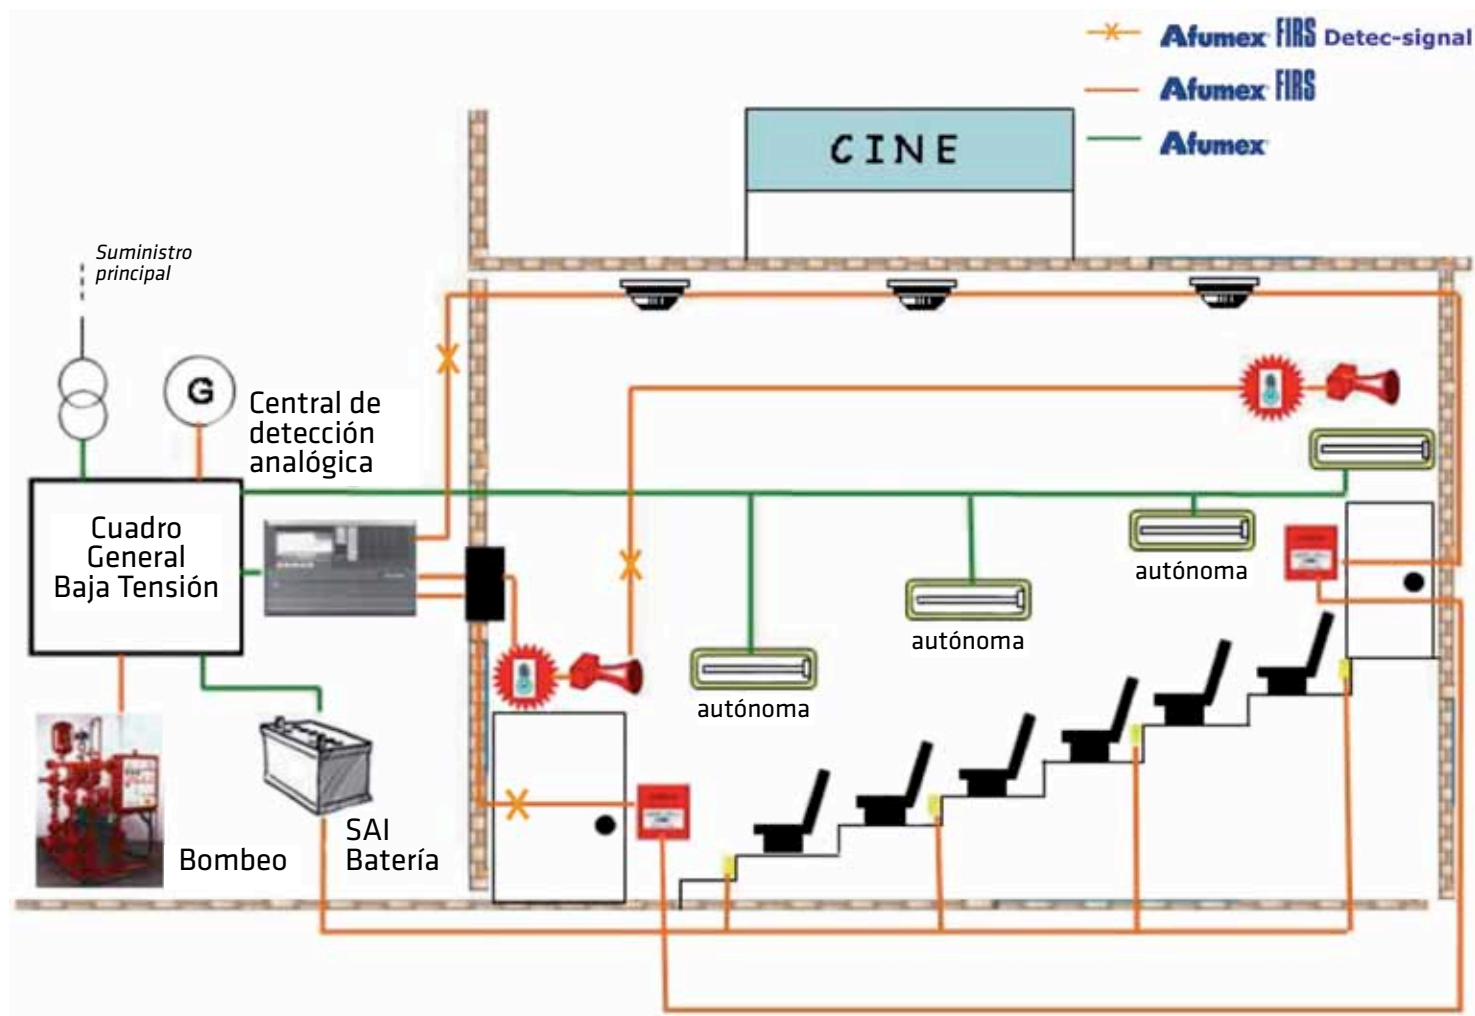 Afumex FIRS Detec-signal
Afumex FIRS
Afumex
CINE
Suministro
principal
G
Central de
detección
analógica
Cuadro
General
Baja Tensión
autónoma
autónoma
autónoma
SAI
Batería
Bombeo